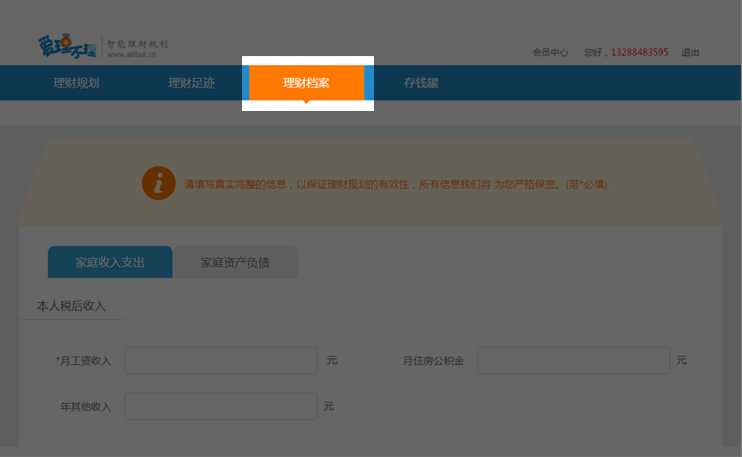 爱理不理 智能理财规划
www.alibuli.cn
会员中心 您好，13288483595 退出
理财规划 理财足迹 理财档案 存钱罐
请填写真实完整的信息，以保证理财规划的有效性，所有信息我们将 为您严格保密。(带*必填)
家庭收入支出 家庭资产负债
本人税后收入
*月工资收入 元 月住房公积金 元
年其他收入 元